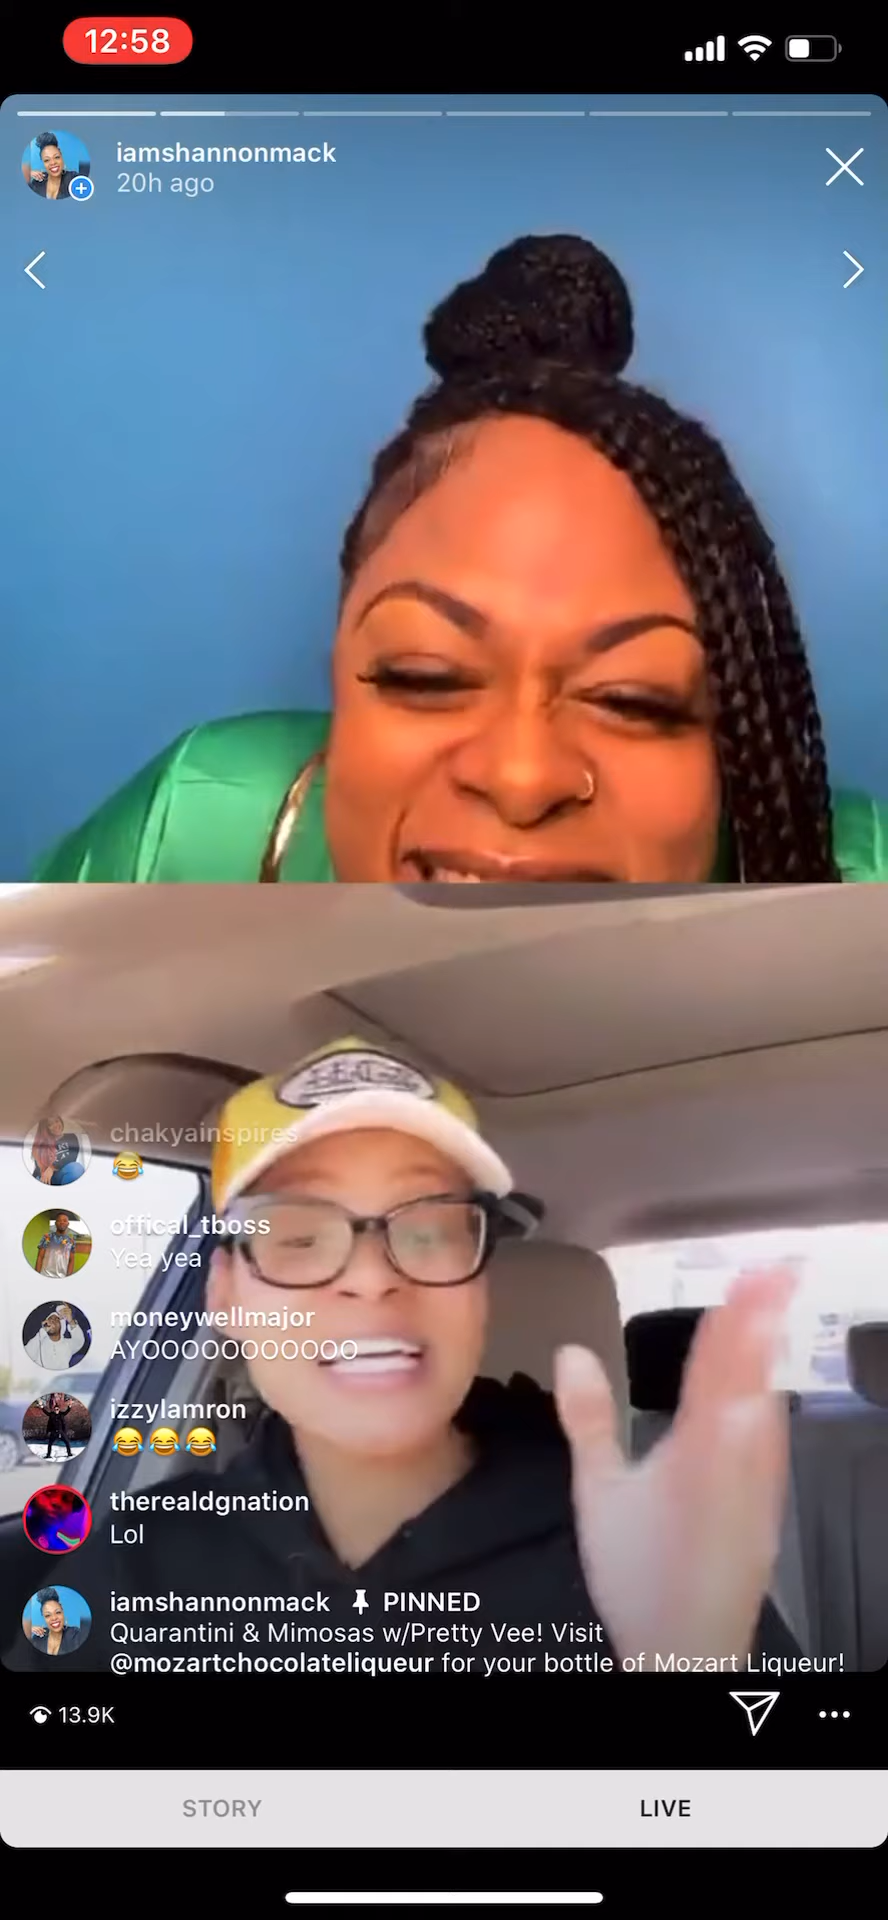 12:58
iamshannonmack
20h ago
chakyainspires
😂
offical_tboss
Yea yea
moneywellmajor
AYOOOOOOOOOOO
izzylamron
😂😂😂
therealdgnation
Lol
iamshannonmack PINNED
Quarantini & Mimosas w/Pretty Vee! Visit
@mozartchocolateliqueur for your bottle of Mozart Liqueur!
13.9K
STORY
LIVE